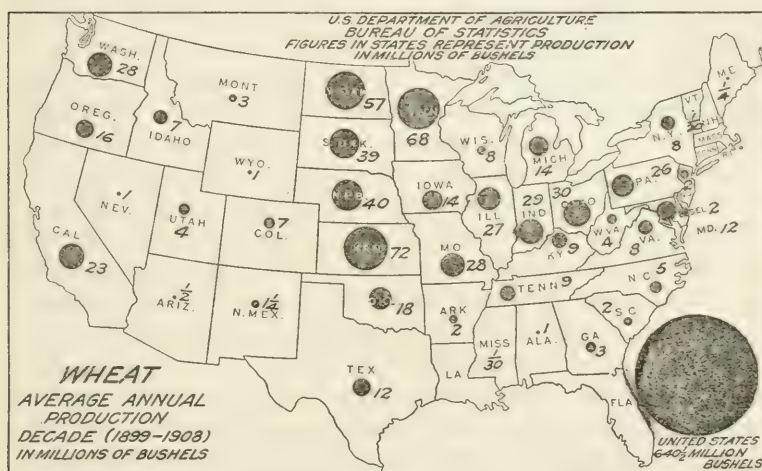 U.S. DEPARTMENT OF AGRICULTURE
BUREAU OF STATISTICS
FIGURES IN STATES REPRESENT PRODUCTION
IN MILLIONS OF BUSHELS
WASH.
28
OREG.
16
7
IDAHO
MONT
3
WYO.
1
1
NEV.
UTAH
4
7
COL.
CAL
23
1/2
ARIZ.
1 1/4
N.MEX.
57
39
40
72
18
TEX
12
68
IOWA
14
MO
28
ARK
2
LA
WIS.
8
ILL
27
MICH
14
29
IND
30
KY
9
TENN 9
MISS
1/30
1
ALA.
GA
3
FLA
2 S.C.
N.C 5
VA.
8
W.VA
4
PA. 26
N.Y.
8
VT.
N.H.
M.E.
1/4
MASS
CONN
R.I.
DEL 2
MD. 12
WHEAT
AVERAGE ANNUAL
PRODUCTION
DECADE (1899-1908)
IN MILLIONS OF BUSHELS
UNITED STATES
640 1/2 MILLION
BUSHELS